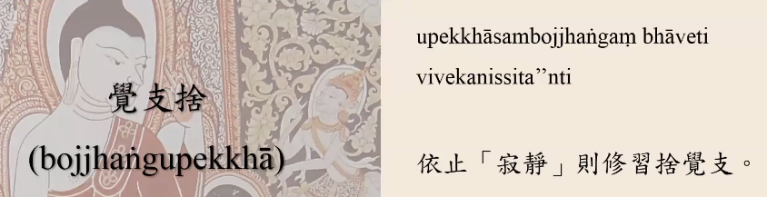 覺支捨
(bojjhaṅgupekkhā)
upekkhāsambojjhaṅgaṃ bhāveti
vivekanissita”nti
依止「寂靜」則修習捨覺支。